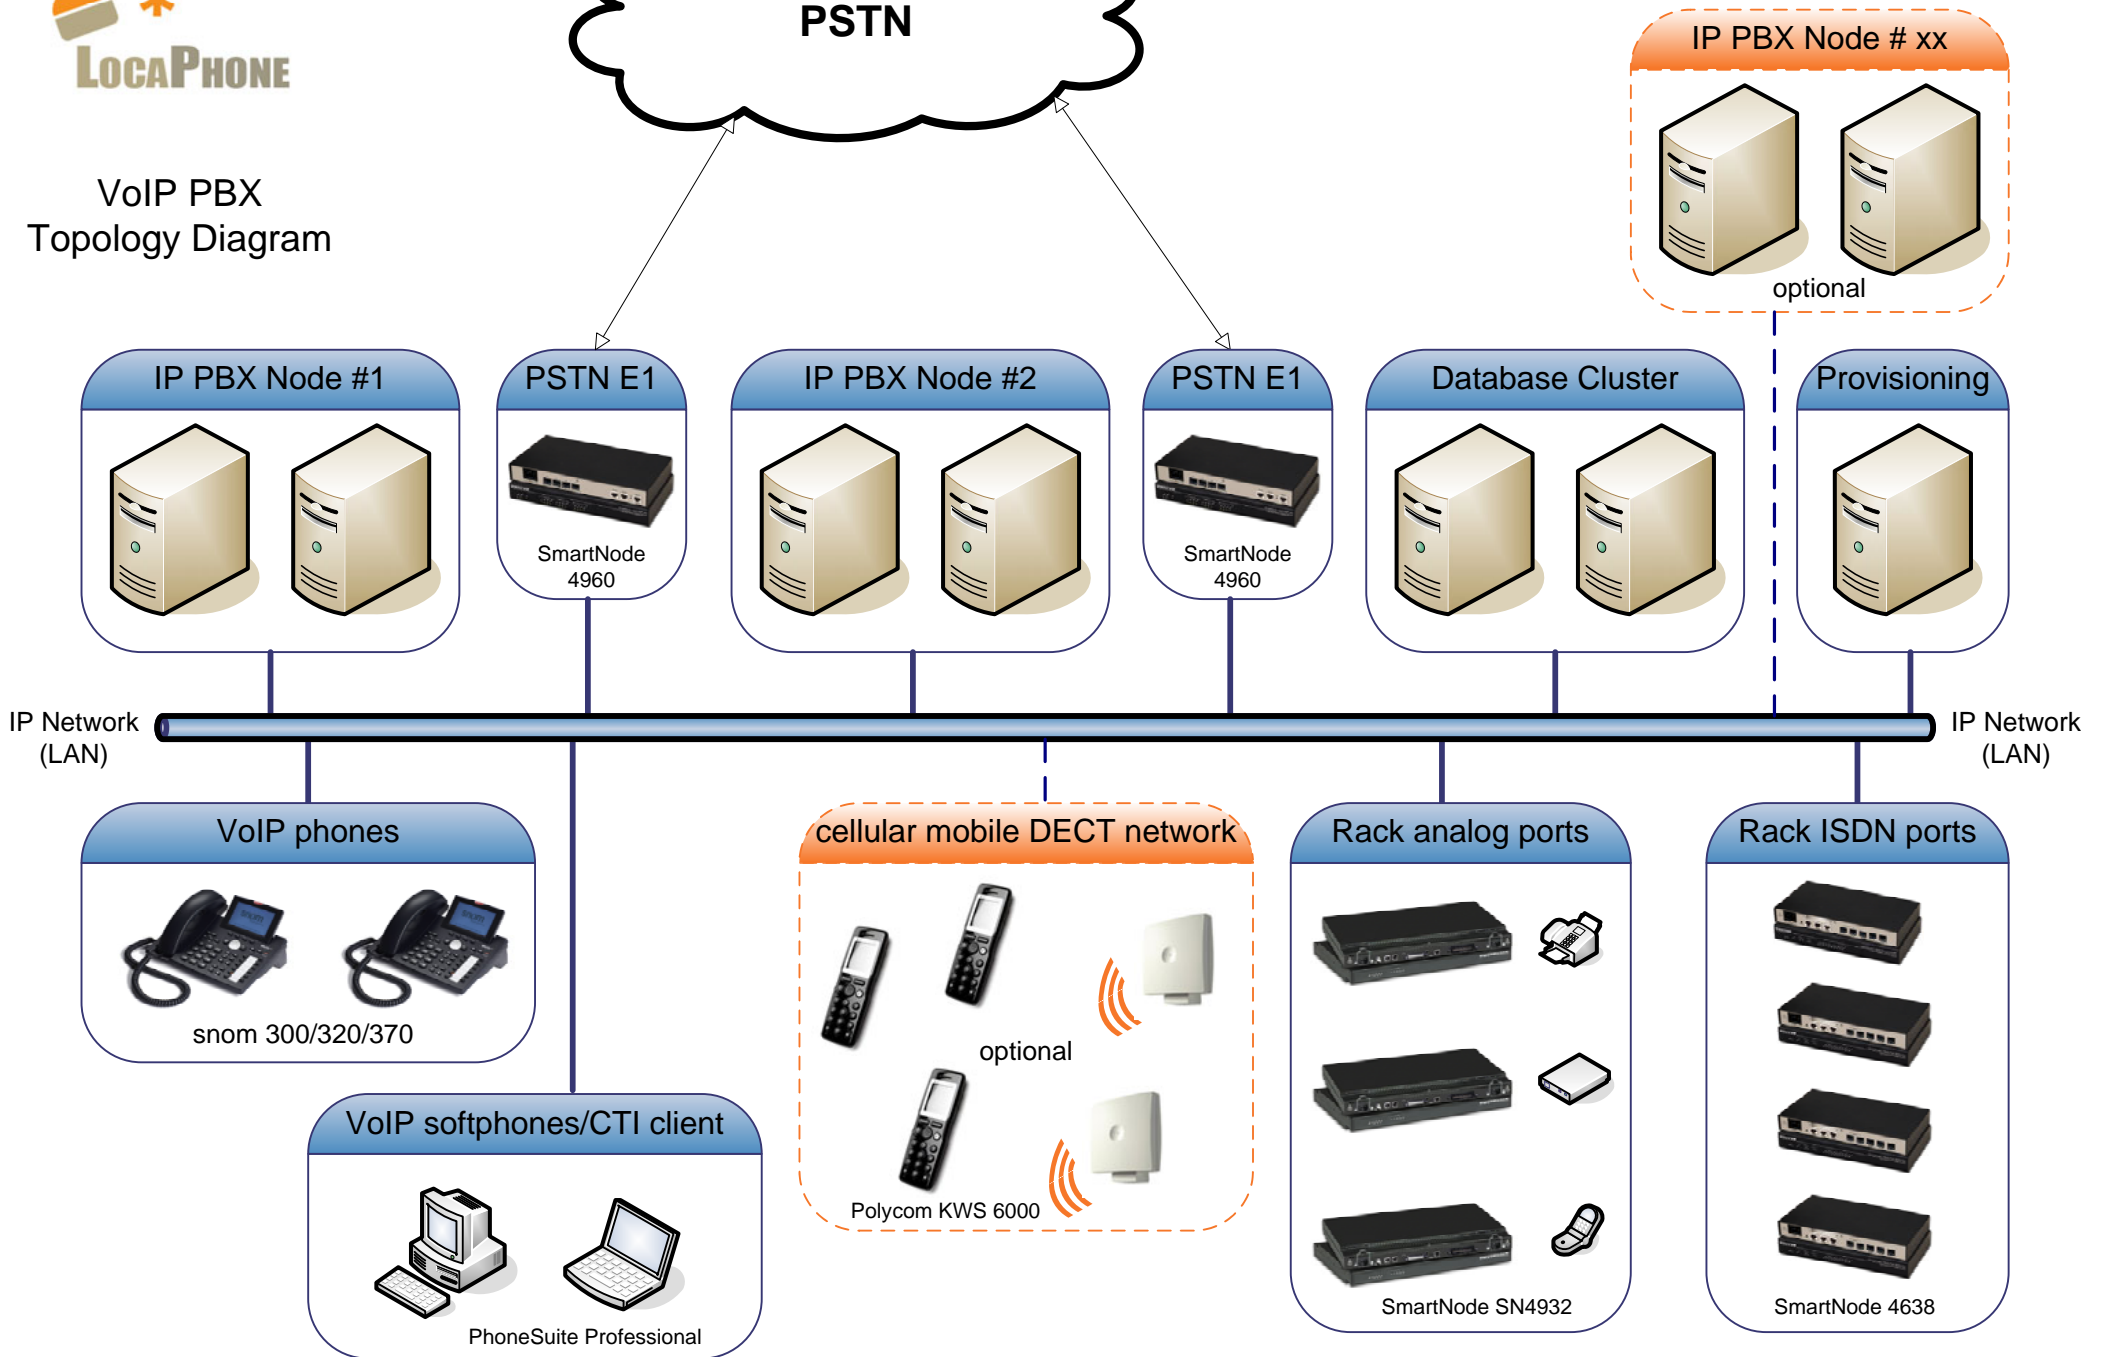 PSTN
LOCAPHONE
IP PBX Node # xx
optional
VoIP PBX
Topology Diagram
IP PBX Node #1
PSTN E1
SmartNode
4960
IP PBX Node #2
PSTN E1
SmartNode
4960
Database Cluster
Provisioning
IP Network
(LAN)
IP Network
(LAN)
VoIP phones
snom
snom
snom 300/320/370
VoIP softphones/CTI client
PhoneSuite Professional
cellular mobile DECT network
optional
Polycom KWS 6000
Rack analog ports
SmartNode SN4932
Rack ISDN ports
SmartNode 4638